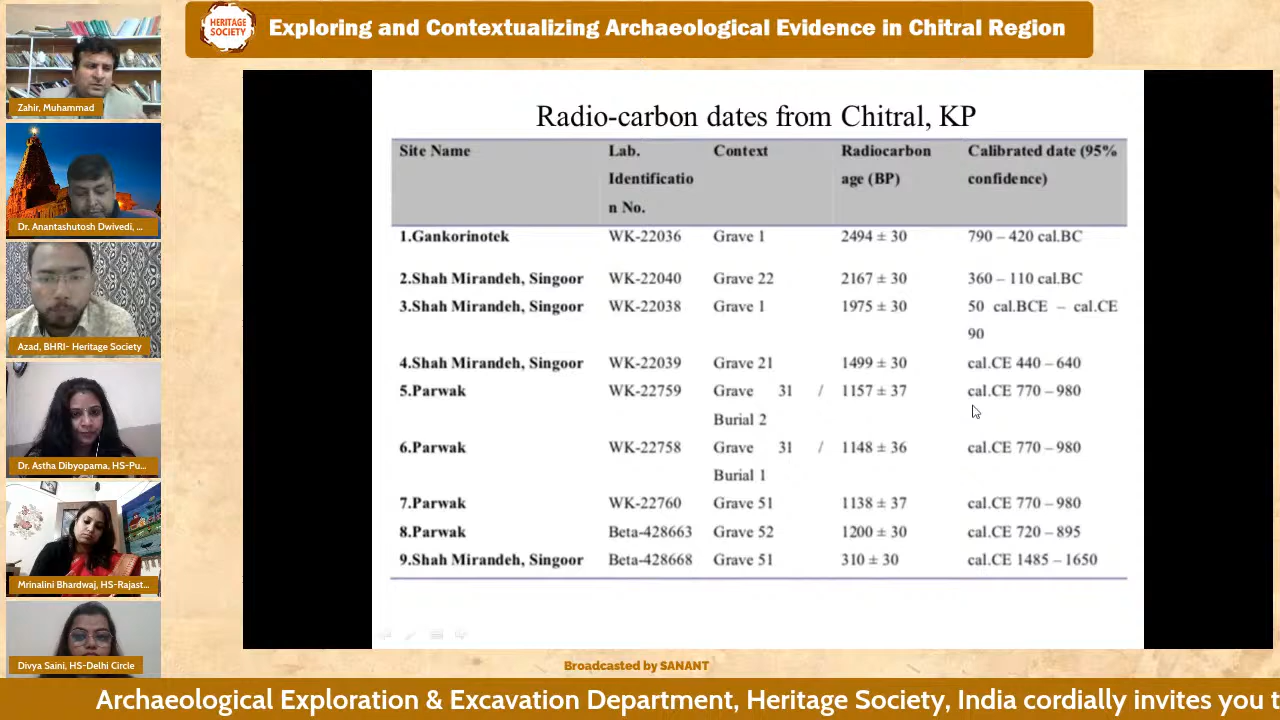 HERITAGE
SOCIETY
Exploring and Contextualizing Archaeological Evidence in Chitral Region
Zahir, Muhammad
Dr. Anantashutosh Dwivedi, ...
Azad, BHRI- Heritage Society
Dr. Astha Dibyopama, HS-Pu...
Mrinalini Bhardwaj, HS-Rajast...
Divya Saini, HS-Delhi Circle
Radio-carbon dates from Chitral, KP
Site Name Lab. Context Radiocarbon Calibrated date (95%
Identificatio age (BP) confidence)
n No.
1.Gankorinotek WK-22036 Grave 1 2494 ± 30 790 – 420 cal.BC
2.Shah Mirandeh, Singoor WK-22040 Grave 22 2167 ± 30 360 – 110 cal.BC
3.Shah Mirandeh, Singoor WK-22038 Grave 1 1975 ± 30 50 cal.BCE – cal.CE
90
4.Shah Mirandeh, Singoor WK-22039 Grave 21 1499 ± 30 cal.CE 440 – 640
5.Parwak WK-22759 Grave 31 / 1157 ± 37 cal.CE 770 – 980
Burial 2
6.Parwak WK-22758 Grave 31 / 1148 ± 36 cal.CE 770 – 980
Burial 1
7.Parwak WK-22760 Grave 51 1138 ± 37 cal.CE 770 – 980
8.Parwak Beta-428663 Grave 52 1200 ± 30 cal.CE 720 – 895
9.Shah Mirandeh, Singoor Beta-428668 Grave 51 310 ± 30 cal.CE 1485 – 1650
Broadcasted by SANANT
Archaeological Exploration & Excavation Department, Heritage Society, India cordially invites you t